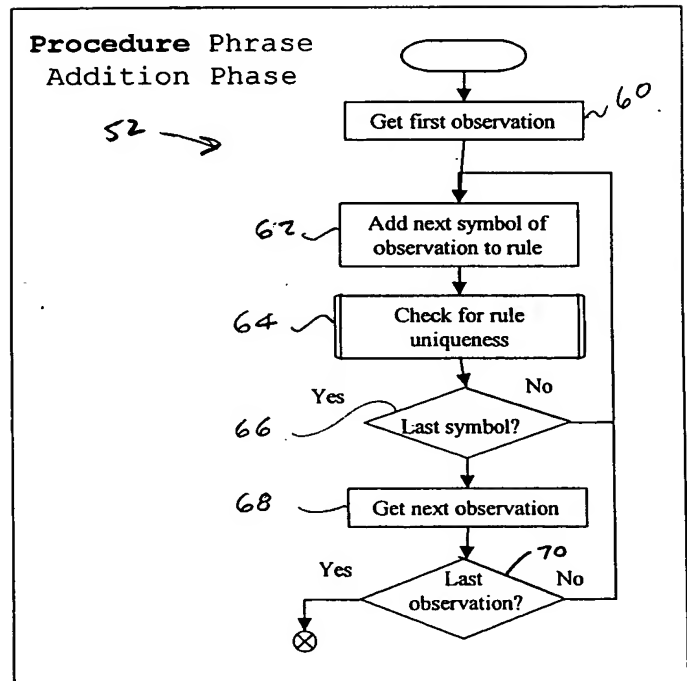 Procedure Phrase
Addition Phase
52
Get first observation
60
62
Add next symbol of
observation to rule
64
Check for rule
uniqueness
Yes
No
66
Last symbol?
68
Get next observation
70
Yes
Last
observation?
No